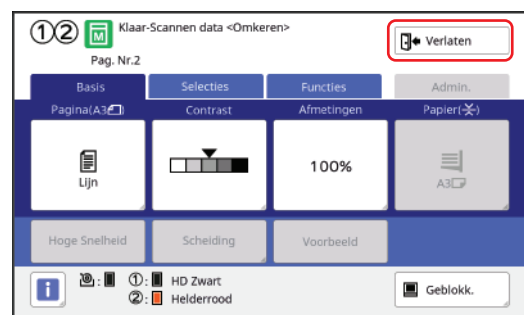 ①② M Klaar-Scannen data <Omkeren>
Pag. Nr.2
Verlaten
Basis Selecties Functies Admin.
Pagina(A3) Contrast Afmetingen Papier( )
Lijn 100% A3
Hoge Snelheid Scheiding Voorbeeld
i : ①: HD Zwart
②: Helderrood
Geblokk.